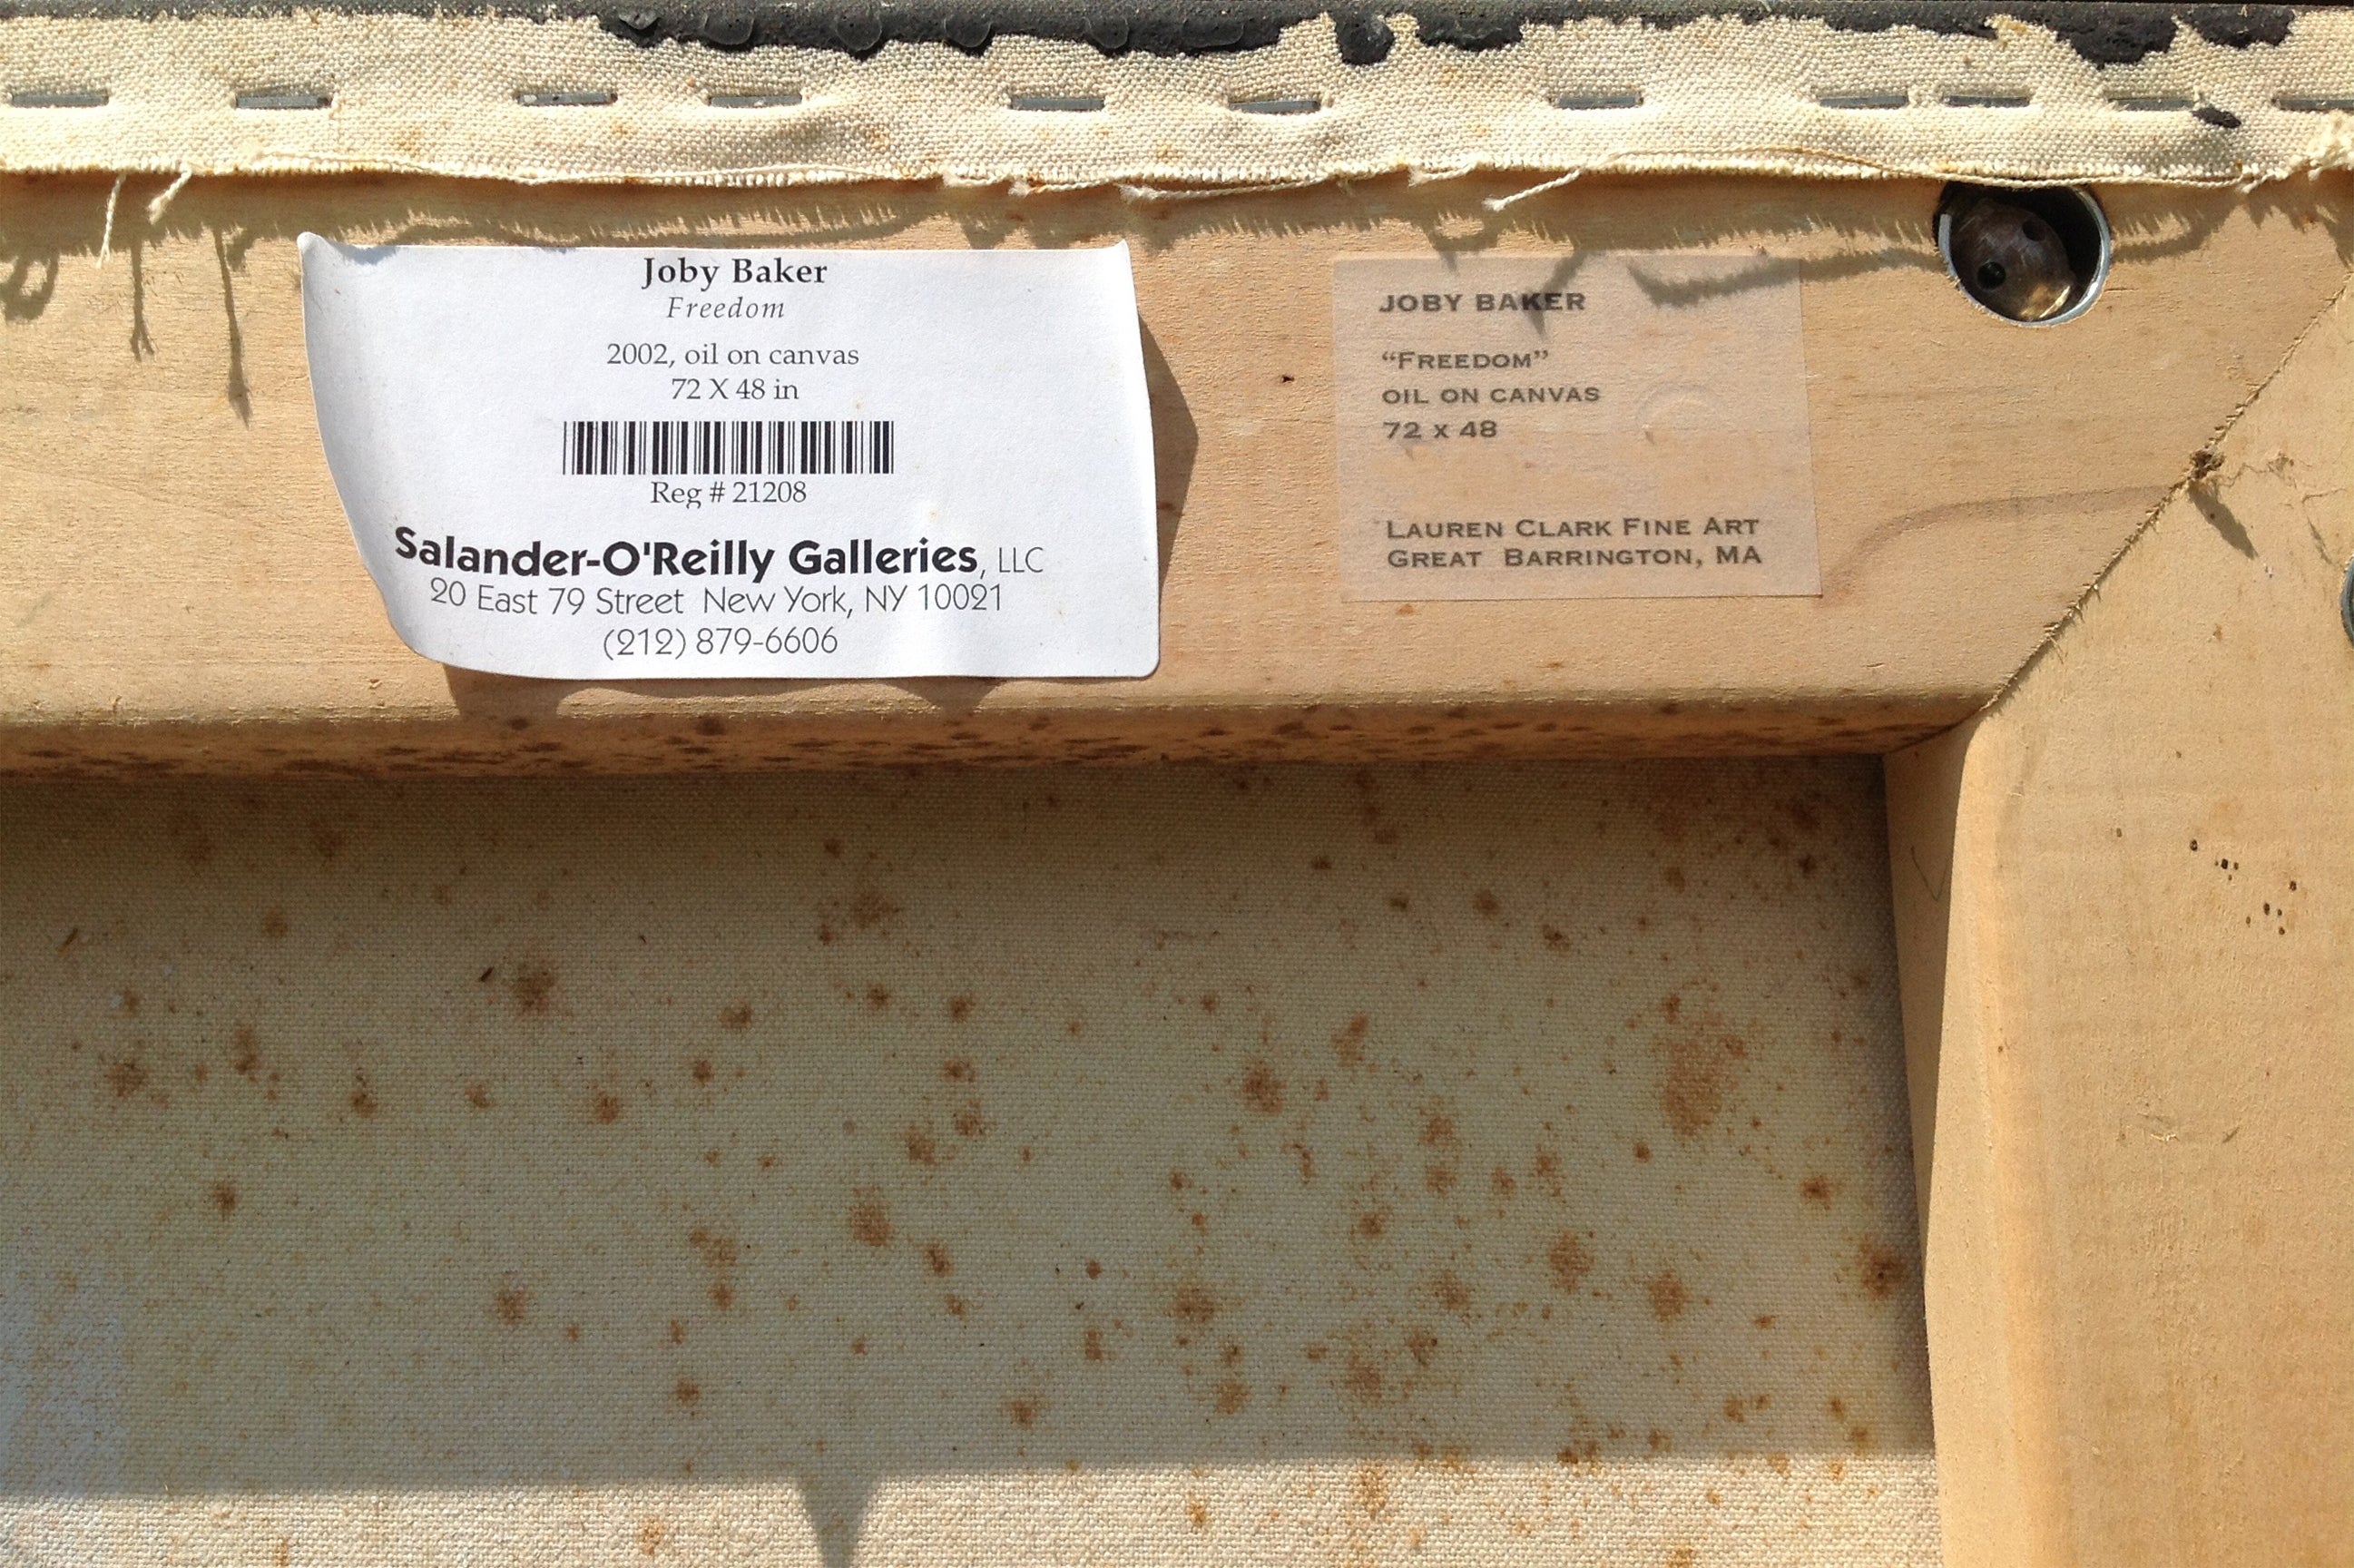 Joby Baker
Freedom
2002, oil on canvas
72 X 48 in
Reg # 21208
Salander-O'Reilly Galleries, LLC
20 East 79 Street New York, NY 10021
(212) 879-6606
JOBY BAKER
“FREEDOM”
OIL ON CANVAS
72 x 48
LAUREN CLARK FINE ART
GREAT BARRINGTON, MA